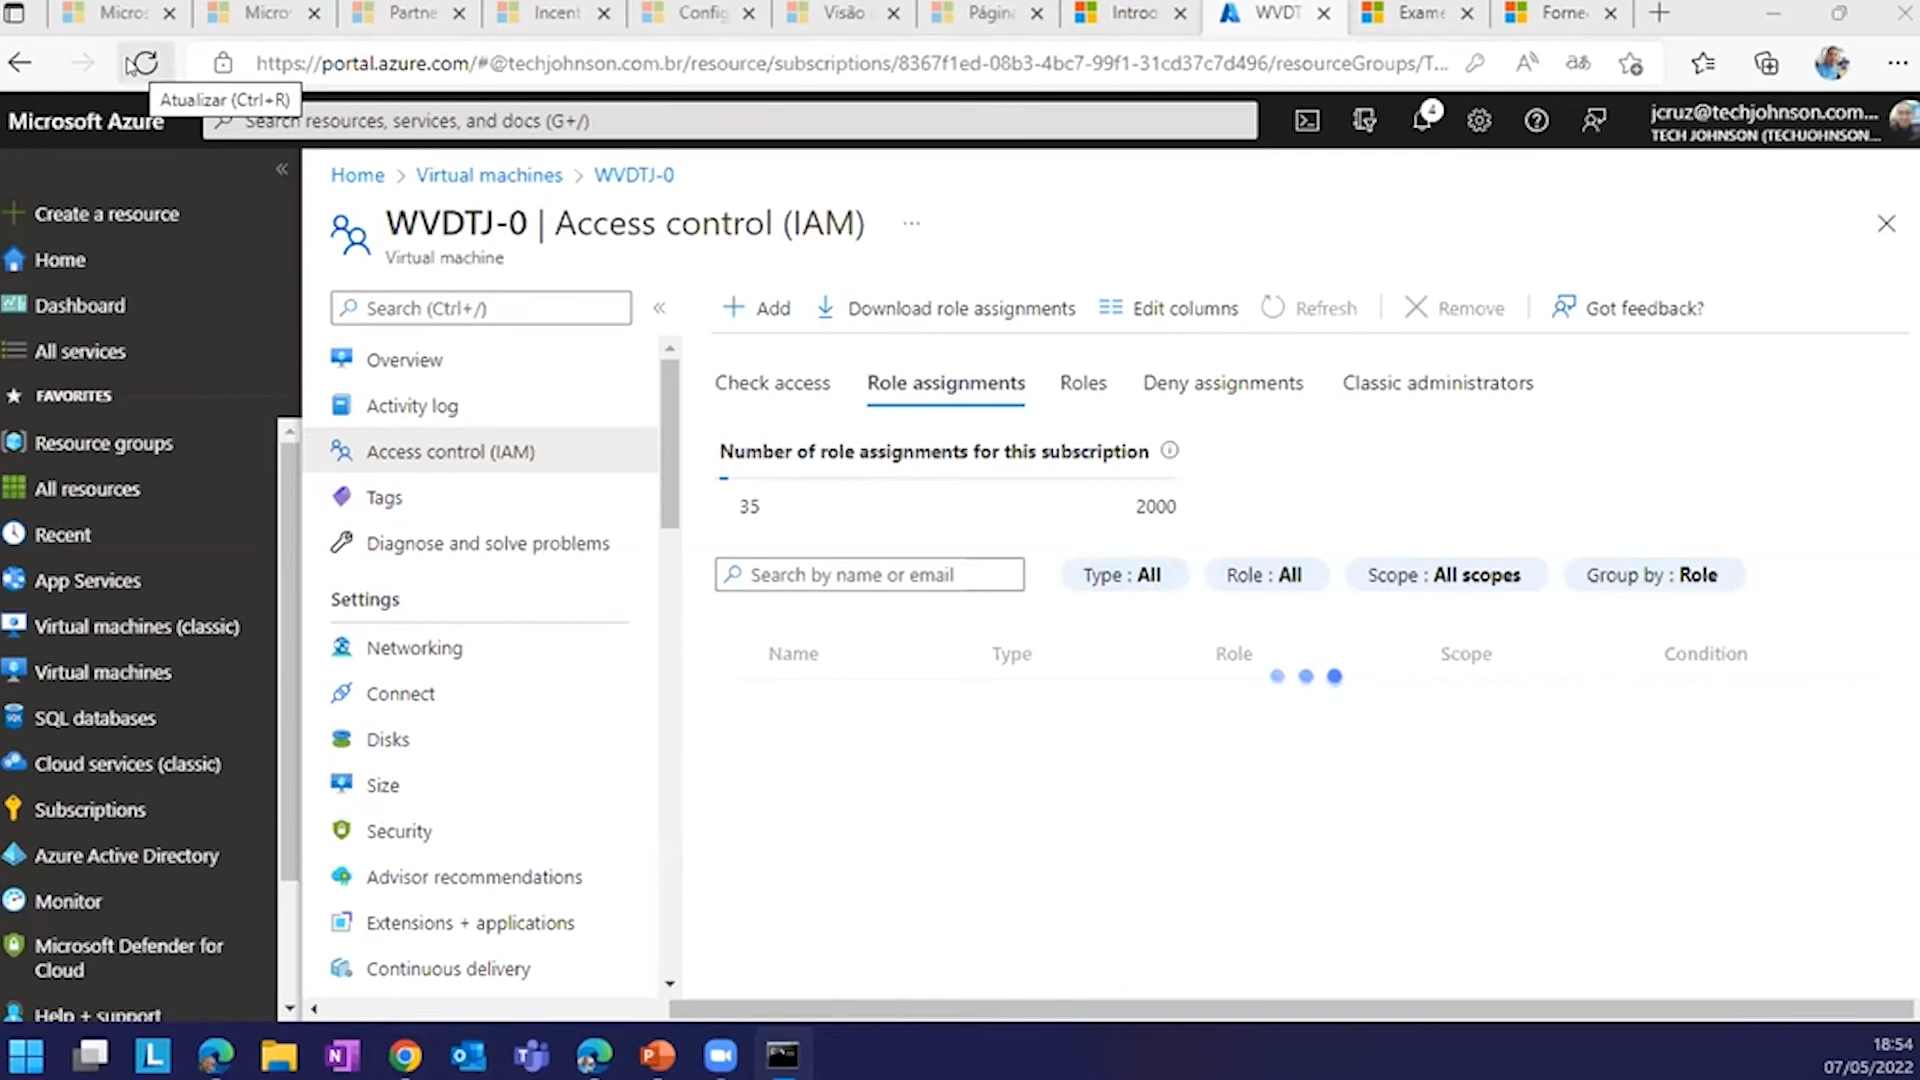 Micros
Micro
Partne
Incent
Config
Visão
Págin
Introd
WVDT
Exame
Forne
https://portal.azure.com/#@techjohnson.com.br/resource/subscriptions/8367f1ed-08b3-4bc7-99f1-31cd37c7d496/resourceGroups/T...
Atualizar (Ctrl+R)
Microsoft Azure
Search resources, services, and docs (G+/)
4
jcruz@techjohnson.com...
TECH JOHNSON (TECHJOHNSON...
Create a resource
Home
Dashboard
All services
FAVORITES
Resource groups
All resources
Recent
App Services
Virtual machines (classic)
Virtual machines
SQL databases
Cloud services (classic)
Subscriptions
Azure Active Directory
Monitor
Microsoft Defender for
Cloud
Help + support
Home > Virtual machines > WVDTJ-0
WVDTJ-0 | Access control (IAM) ...
Virtual machine
Search (Ctrl+/)
Overview
Activity log
Access control (IAM)
Tags
Diagnose and solve problems
Settings
Networking
Connect
Disks
Size
Security
Advisor recommendations
Extensions + applications
Continuous delivery
Add
Download role assignments
Edit columns
Refresh
Remove
Got feedback?
Check access
Role assignments
Roles
Deny assignments
Classic administrators
Number of role assignments for this subscription
35
2000
Search by name or email
Type : All
Role : All
Scope : All scopes
Group by : Role
Name
Type
Role
Scope
Condition
18:54
07/05/2022